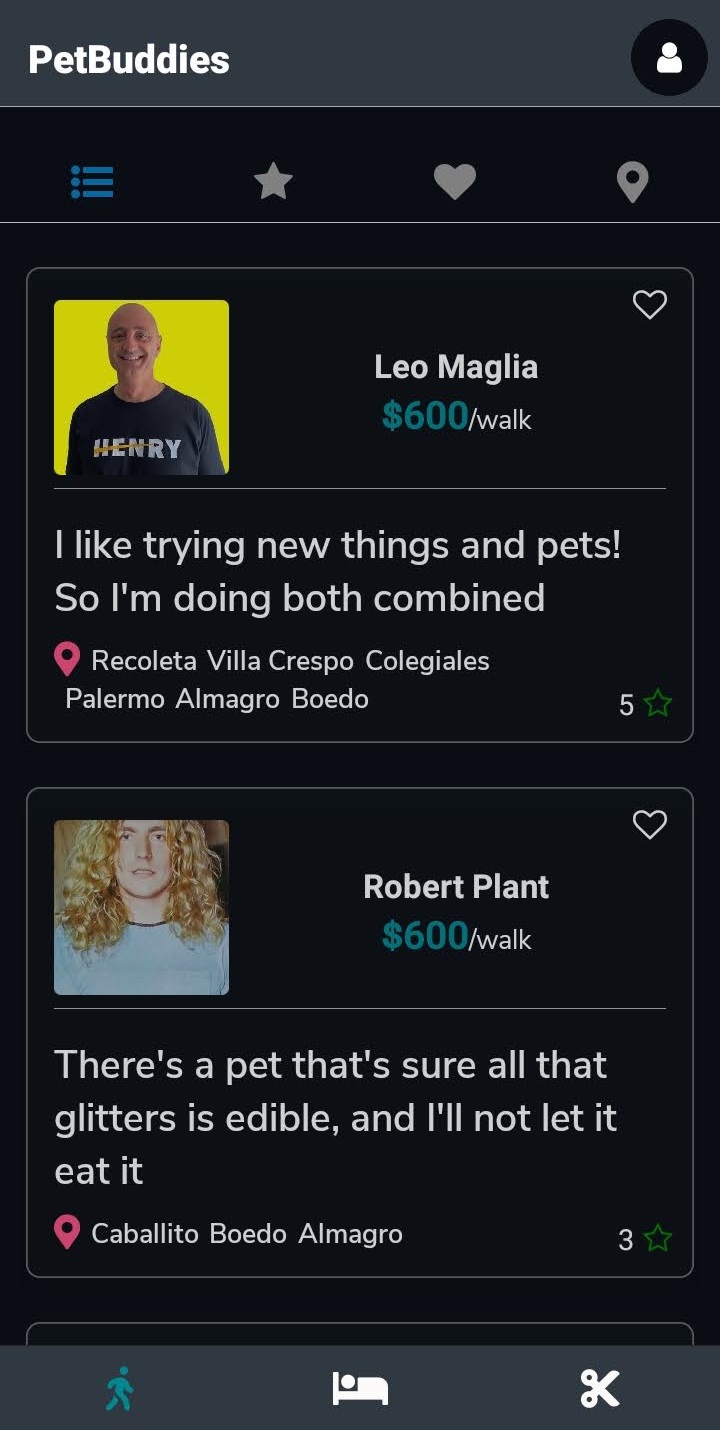 PetBuddies
HENRY
Leo Maglia
$600/walk
I like trying new things and pets!
So I'm doing both combined
Recoleta Villa Crespo Colegiales
Palermo Almagro Boedo
5
Robert Plant
$600/walk
There's a pet that's sure all that
glitters is edible, and I'll not let it
eat it
Caballito Boedo Almagro
3